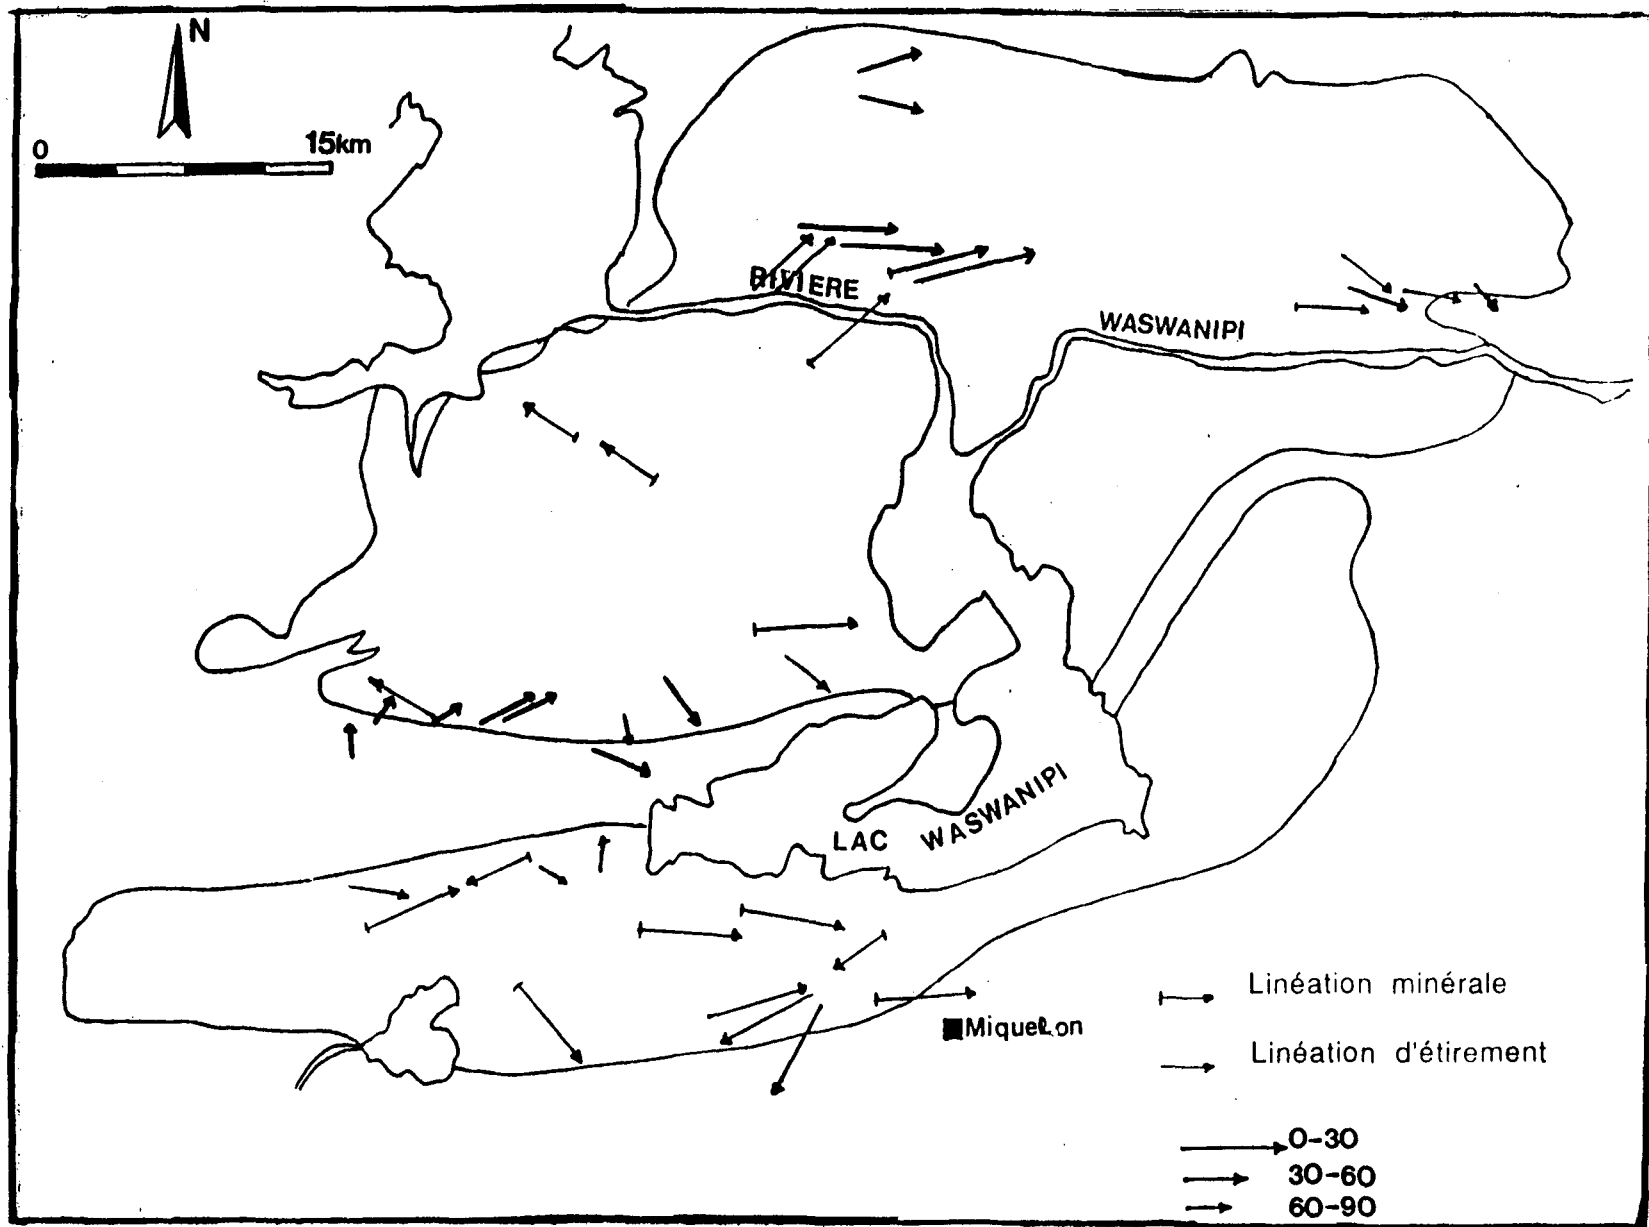 N
0 15km
RIVIERE
WASWANIPI
LAC WASWANIPI
Miquelon
Linéation minérale
Linéation d'étirement
0-30
30-60
60-90